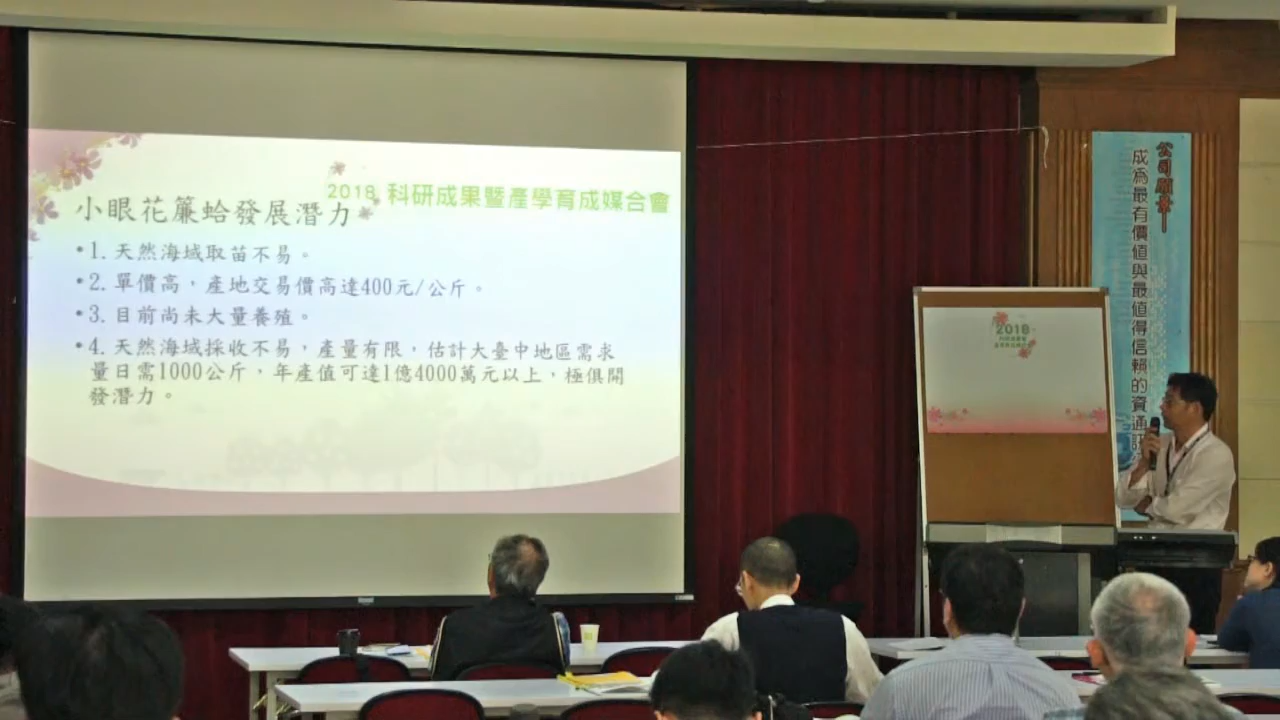 2018 科研成果暨產學育成媒合會
小眼花簾蛤發展潛力
•1.天然海域取苗不易。
•2.單價高，產地交易價高達400元/公斤。
•3.目前尚未大量養殖。
•4.天然海域採收不易，產量有限，估計大臺中地區需求
量日需1000公斤，年產值可達1億4000萬元以上，極俱開
發潛力。
2018
公司願景
成為最有價值與最值得信賴的資通訊